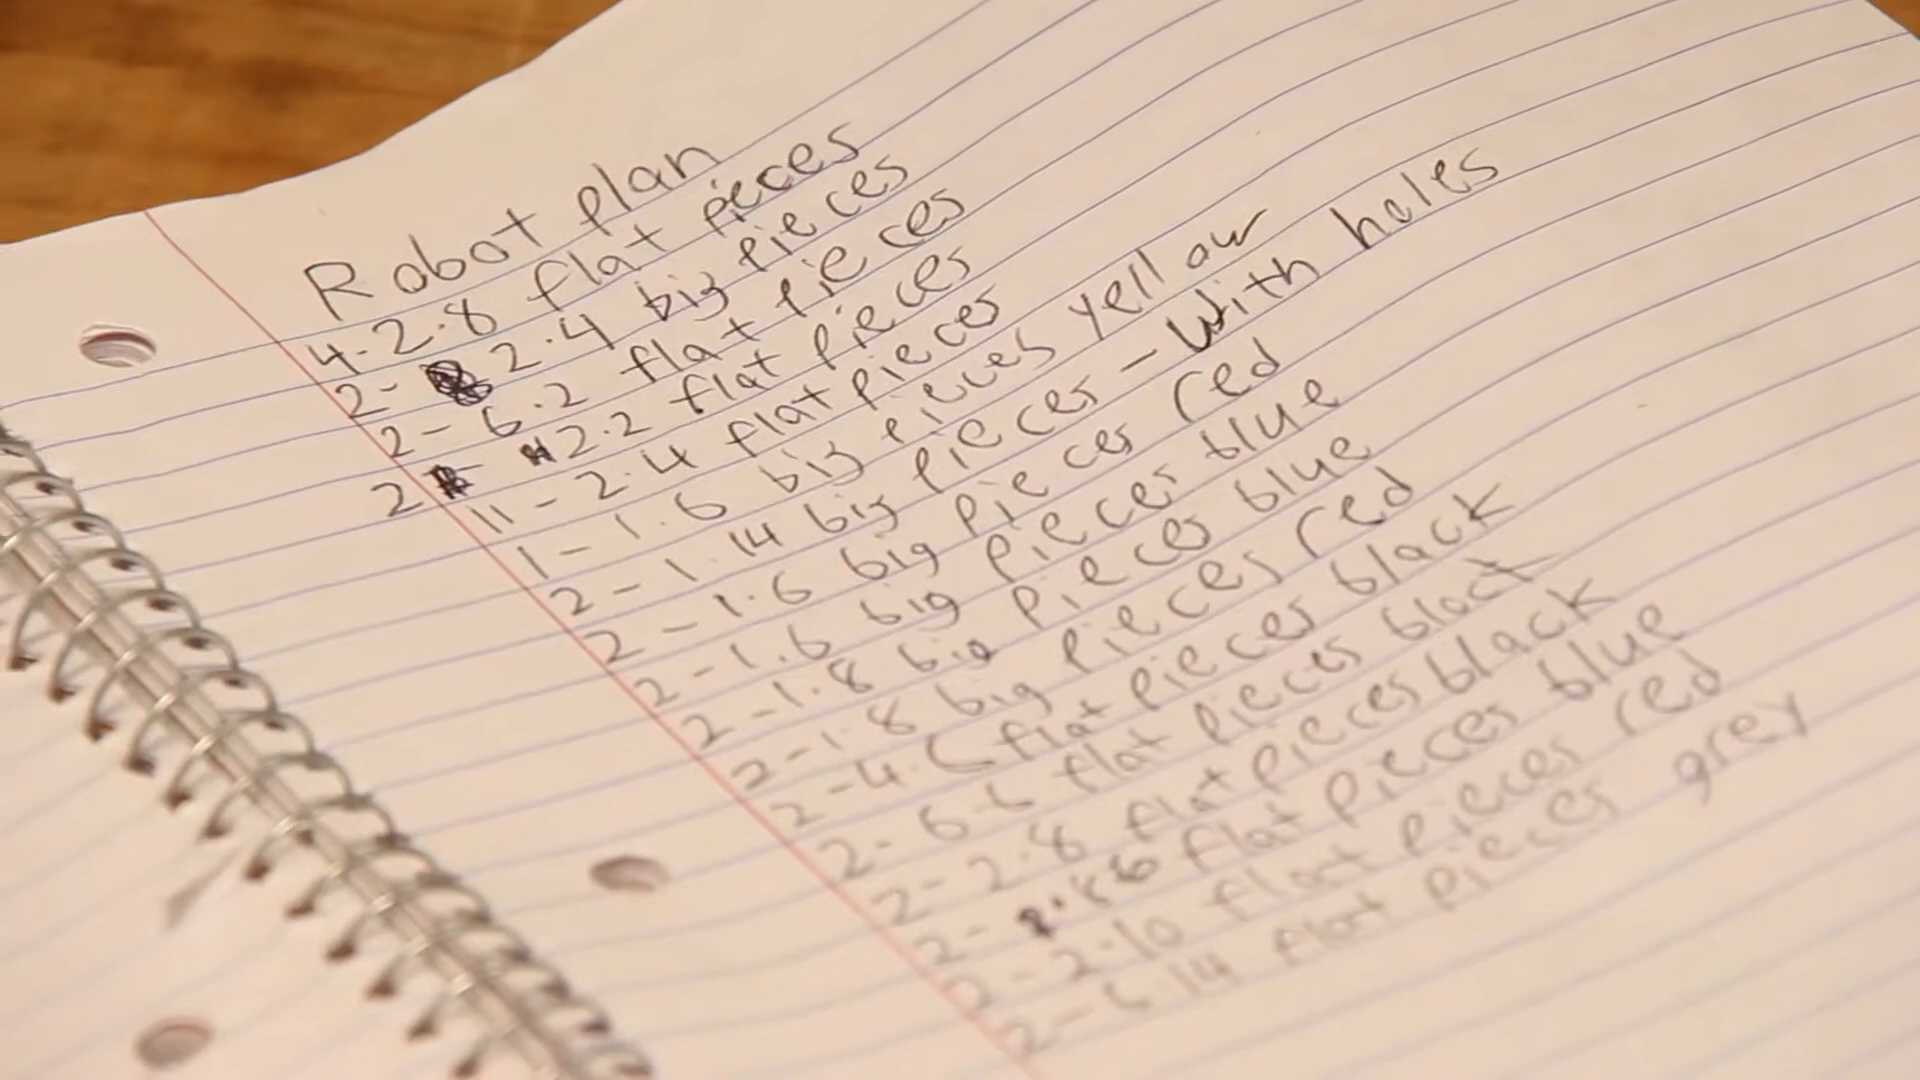 Robot plan
4-2.8 flat pieces
2- 2.4 big pieces
2- 6.2 flat pieces
2- 2.2 flat pieces
11-2.4 flat pieces
1-1.6 big pieces yellow
2-1.14 big pieces - with holes
2-1.6 big pieces red
2-1.6 big pieces blue
2-1.8 big pieces blue
2-1.8 big pieces red
2-4.6 flat pieces black
2-6.6 flat pieces black
2-2.8 flat pieces black
2- flat pieces blue
2-2.10 flat pieces red
2-6.14 flat pieces grey